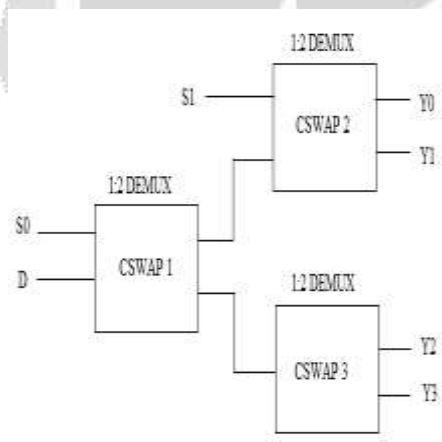 1:2 DEMUX
S1
CSWAP 2
Y0
Y1
1:2 DEMUX
S0
D
CSWAP 1
1:2 DEMUX
CSWAP 3
Y2
Y3